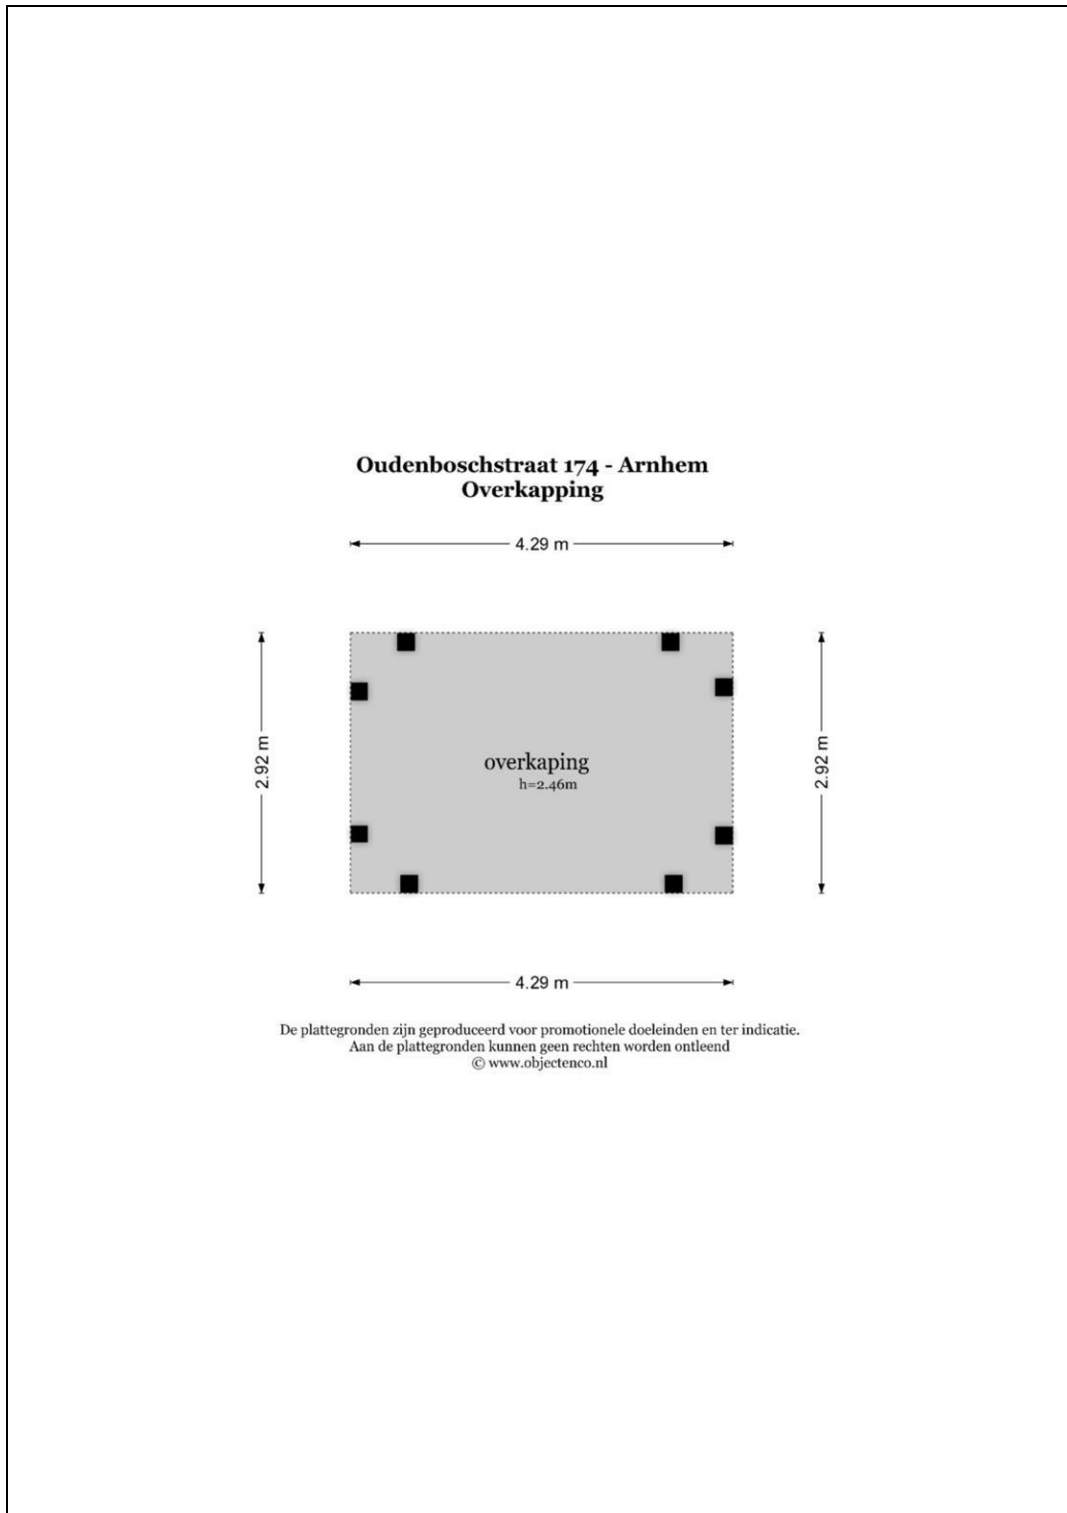 Oudenboschstraat 174 - Arnhem
Overkapping
4.29 m
2.92 m
2.92 m
overkaping
h=2.46m
4.29 m
De plattegronden zijn geproduceerd voor promotionele doeleinden en ter indicatie.
Aan de plattegronden kunnen geen rechten worden ontleend
© www.objectenco.nl